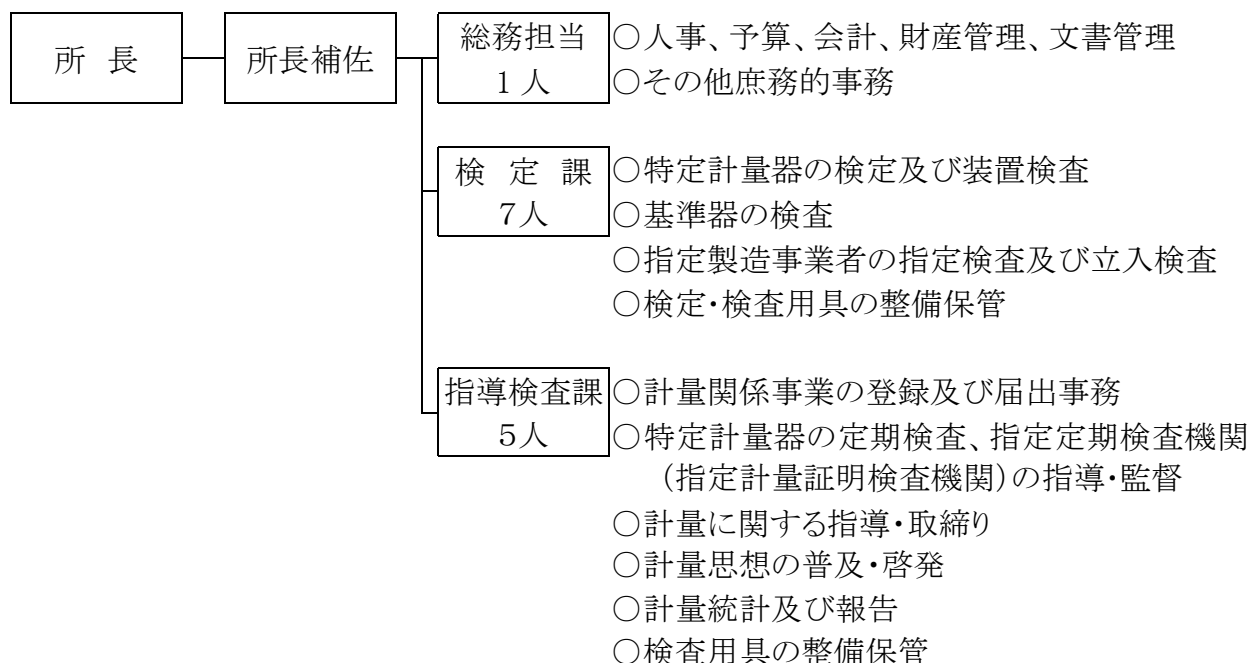 所 長
所長補佐
総務担当
1人
○人事、予算、会計、財産管理、文書管理
○その他庶務的事務
検 定 課
7人
○特定計量器の検定及び装置検査
○基準器の検査
○指定製造事業者の指定検査及び立入検査
○検定・検査用具の整備保管
指導検査課
5人
○計量関係事業の登録及び届出事務
○特定計量器の定期検査、指定定期検査機関
(指定計量証明検査機関)の指導・監督
○計量に関する指導・取締り
○計量思想の普及・啓発
○計量統計及び報告
○検査用具の整備保管